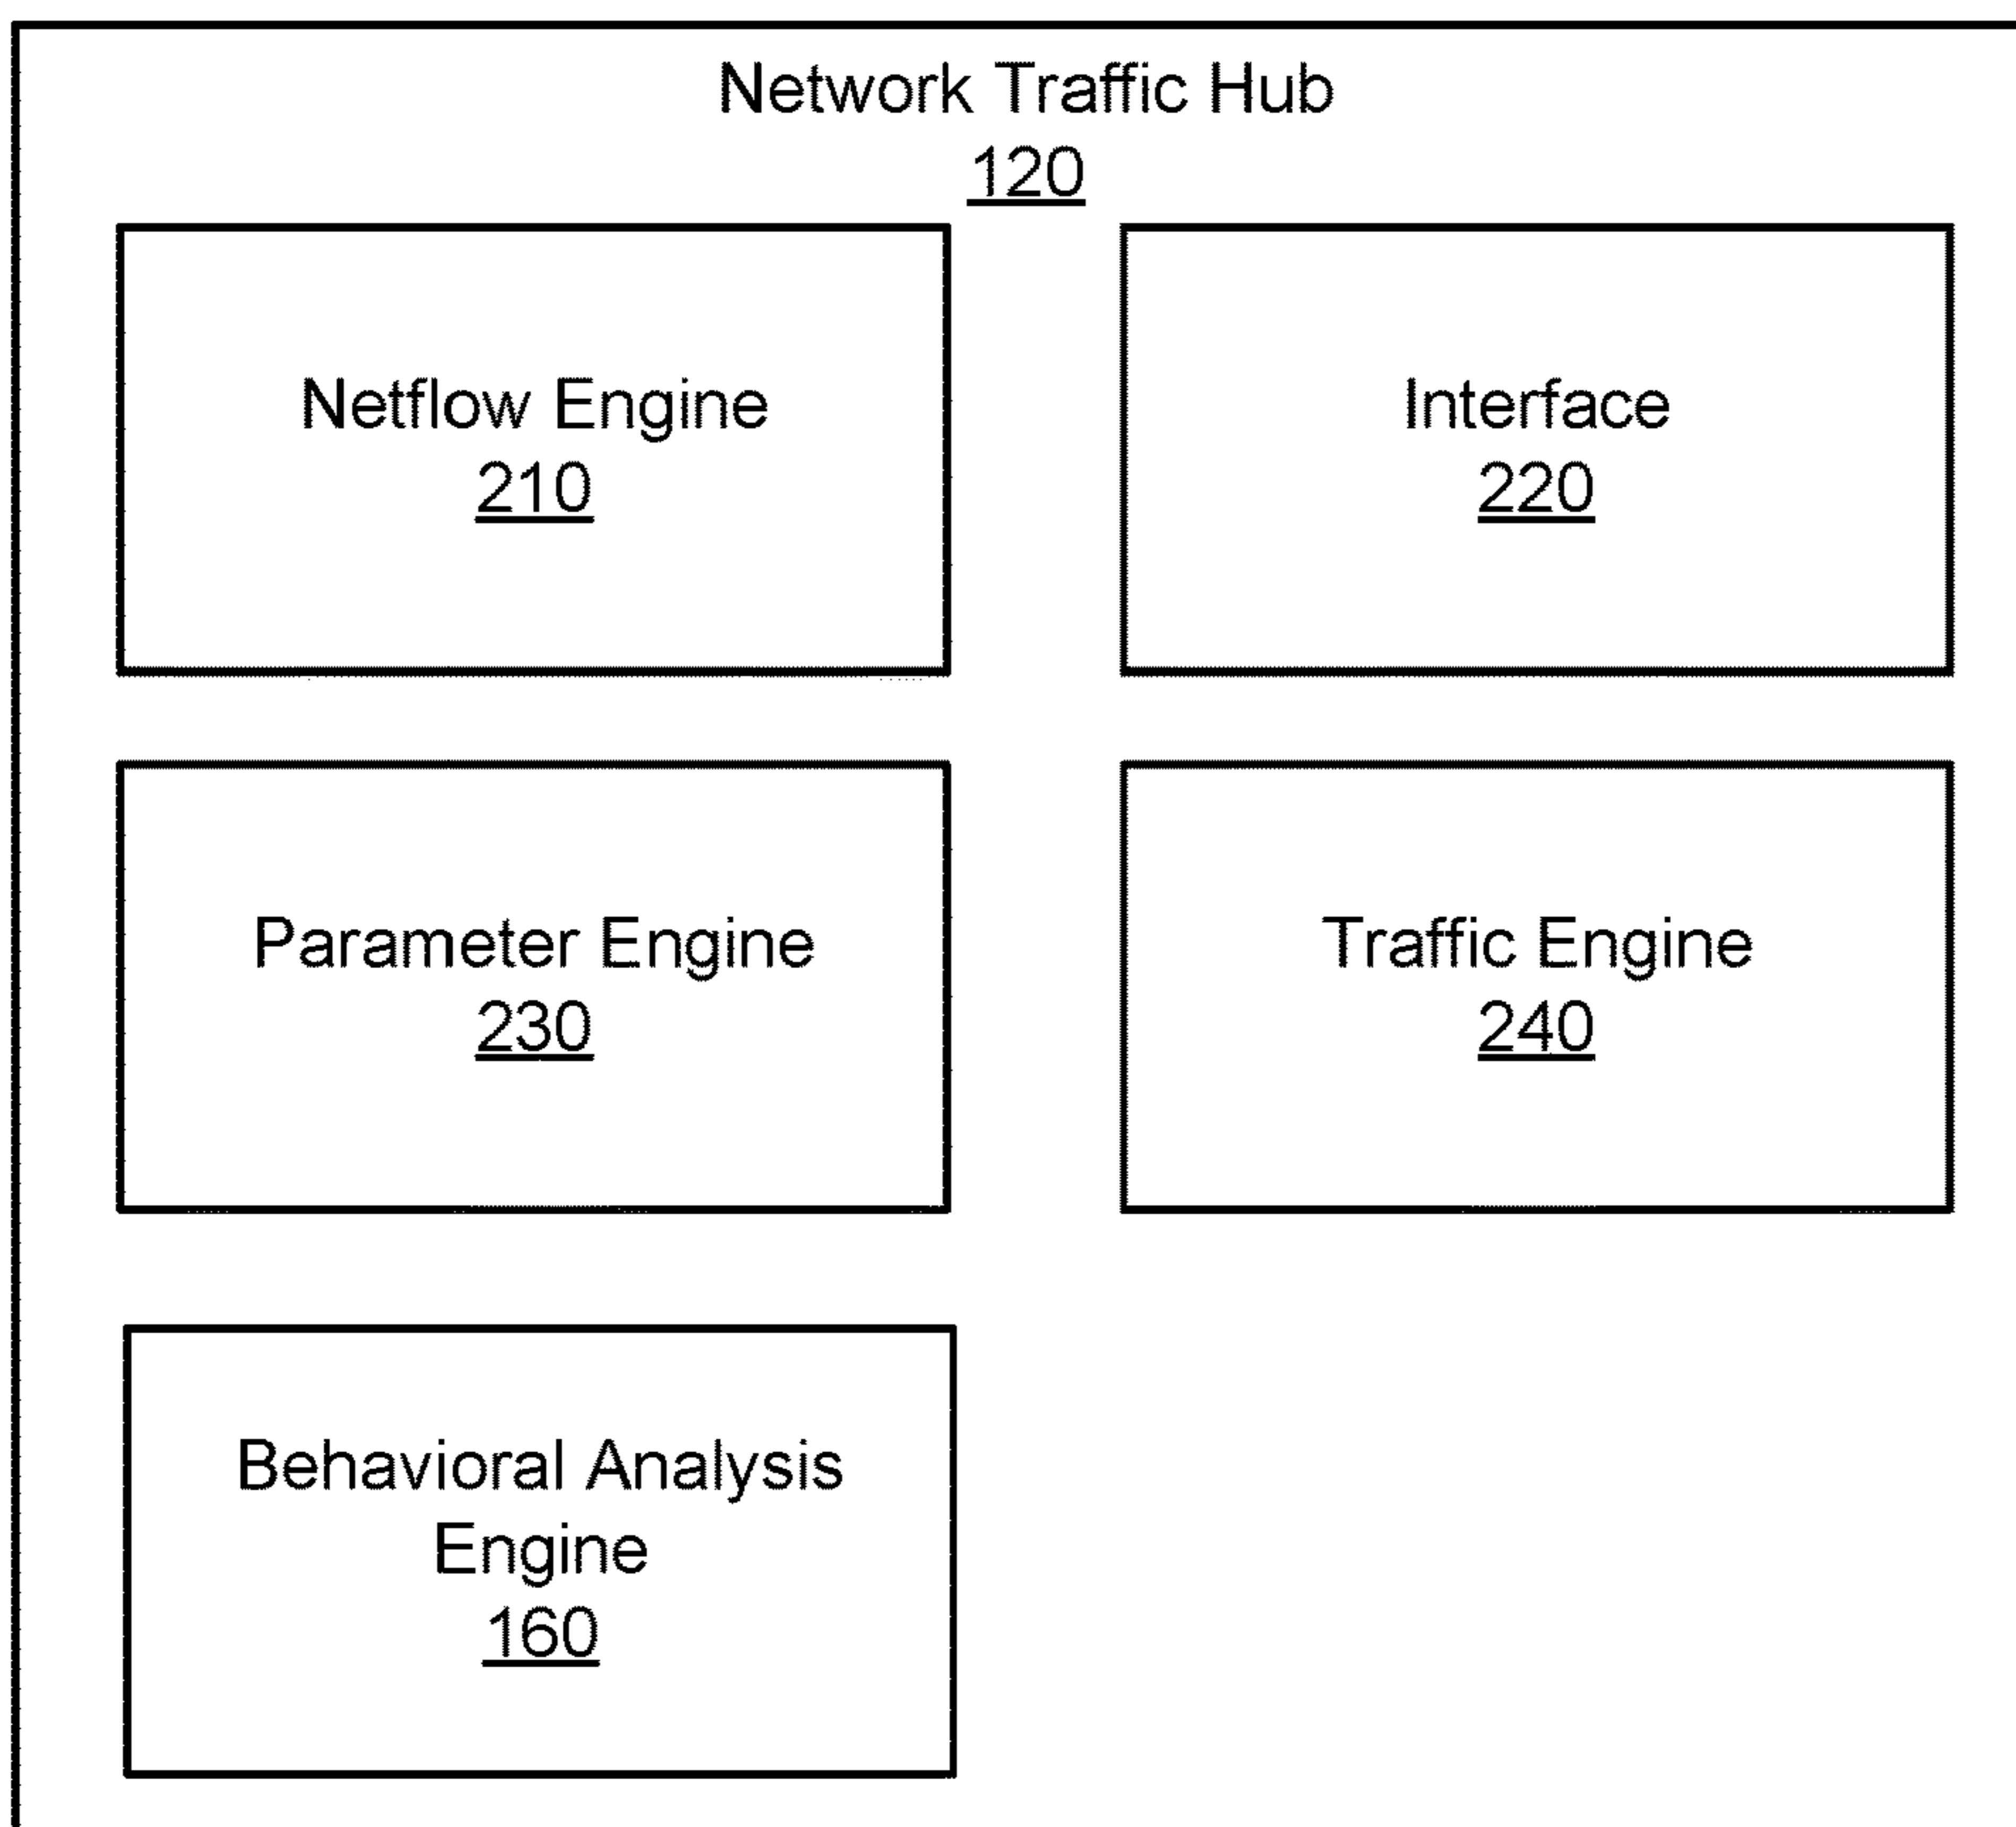 Network Traffic Hub
120
Netflow Engine
210
Interface
220
Parameter Engine
230
Traffic Engine
240
Behavioral Analysis
Engine
160